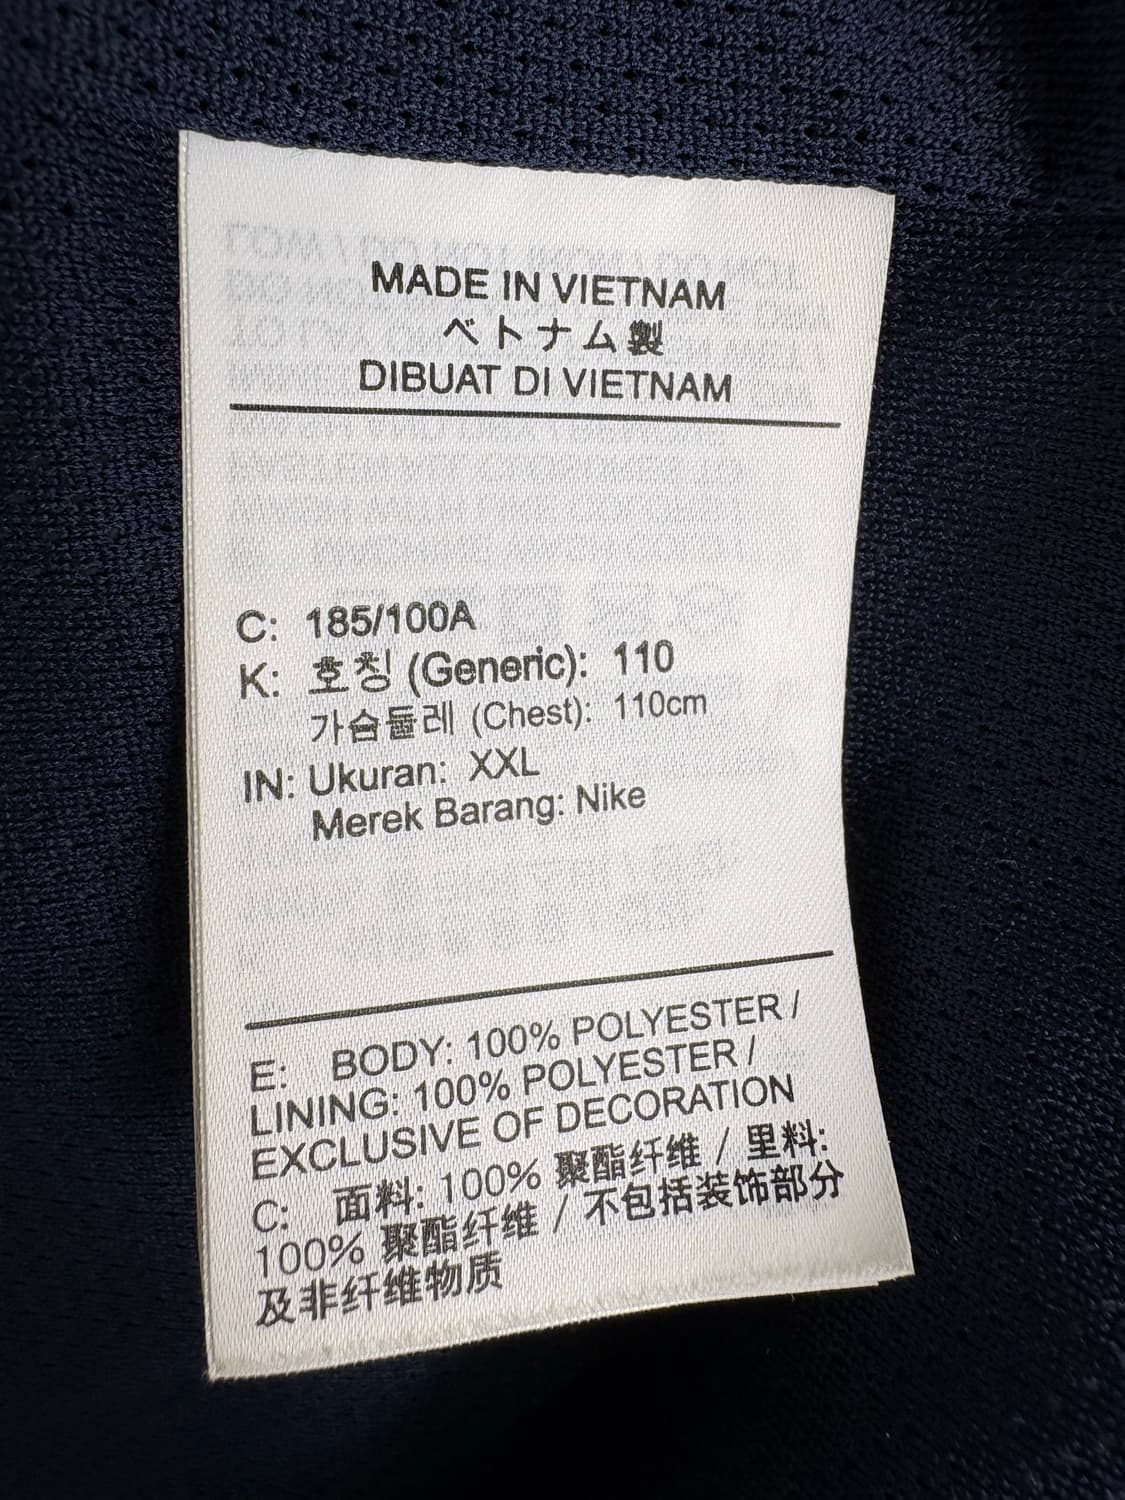 MADE IN VIETNAM
ベトナム製
DIBUAT DI VIETNAM
C: 185/100A
K: 호칭 (Generic): 110
가슴둘레 (Chest): 110cm
IN: Ukuran: XXL
Merek Barang: Nike
E: BODY: 100% POLYESTER /
LINING: 100% POLYESTER /
EXCLUSIVE OF DECORATION
C: 面料: 100% 聚酯纤维 / 里料:
100% 聚酯纤维 / 不包括装饰部分
及非纤维物质